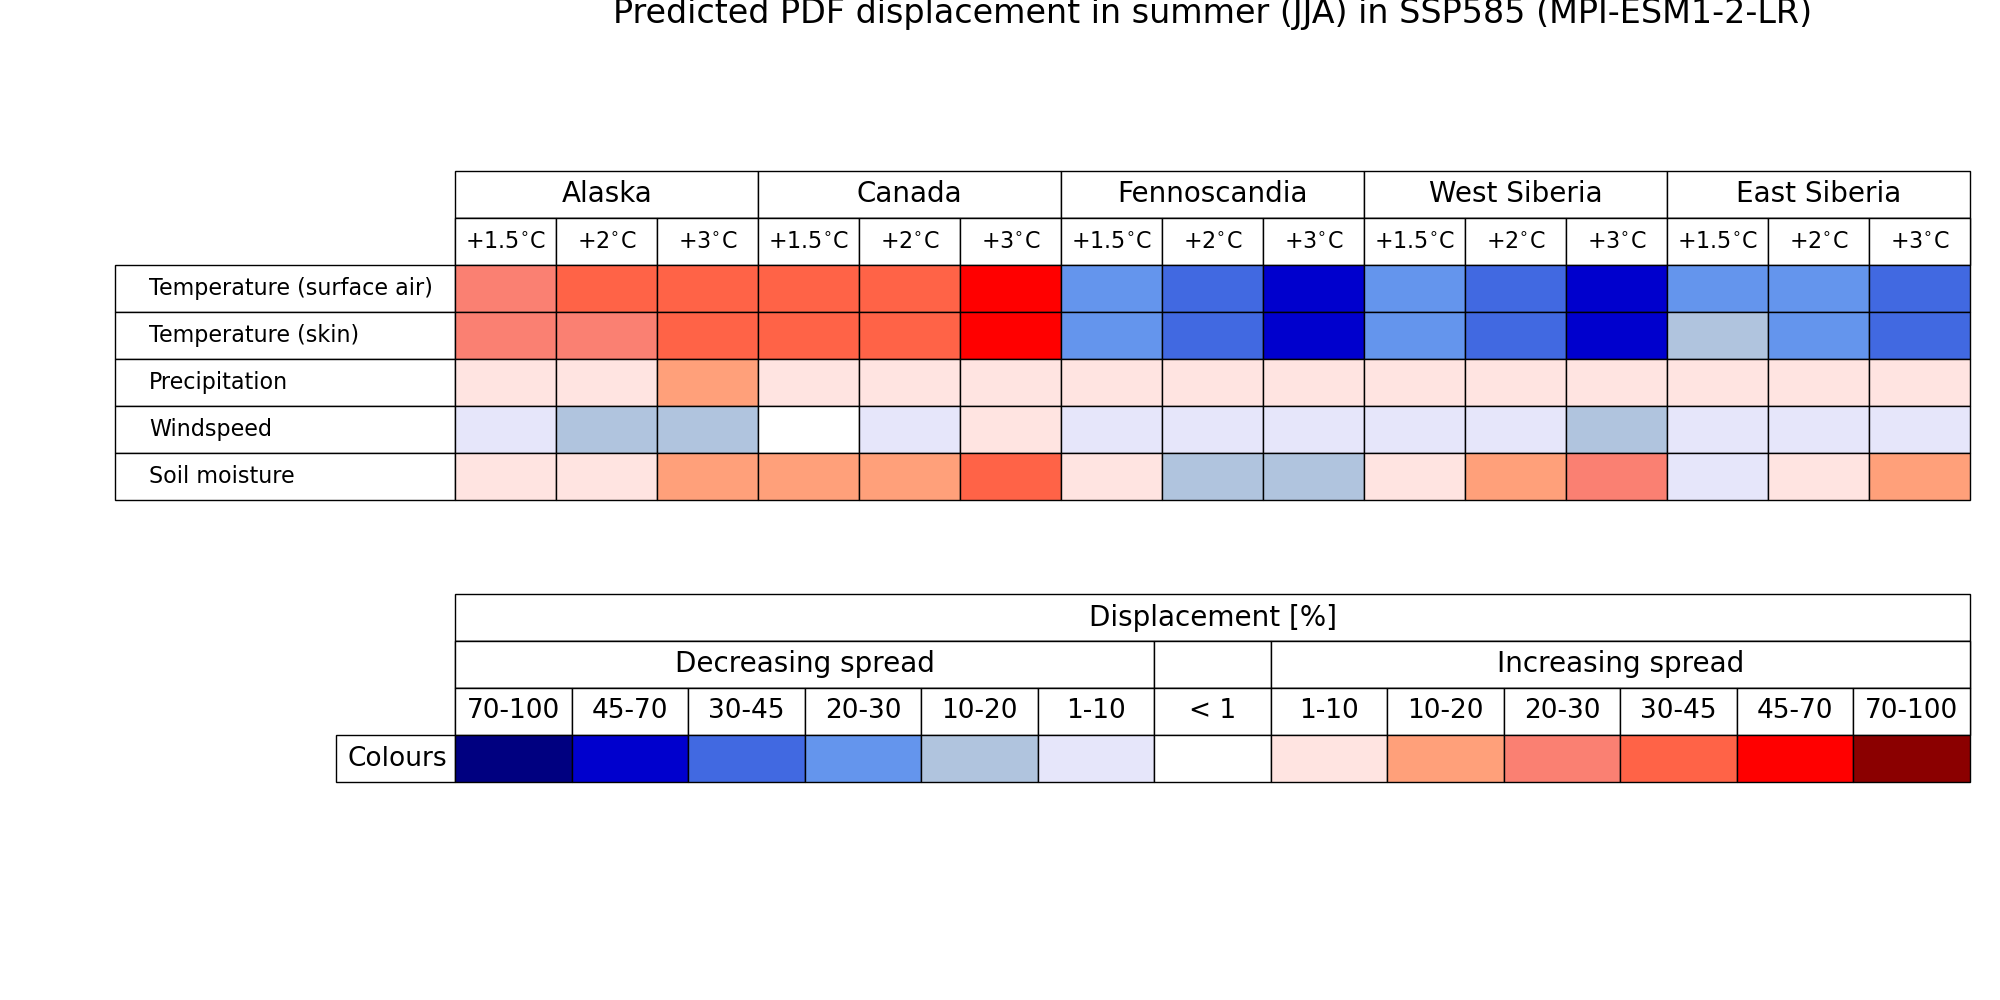 Predicted PDF displacement in summer (JJA) in SSP585 (MPI-ESM1-2-LR)
Alaska Canada Fennoscandia West Siberia East Siberia
+1.5°C +2°C +3°C +1.5°C +2°C +3°C +1.5°C +2°C +3°C +1.5°C +2°C +3°C +1.5°C +2°C +3°C
Temperature (surface air)
Temperature (skin)
Precipitation
Windspeed
Soil moisture
Displacement [%]
Decreasing spread Increasing spread
70-100 45-70 30-45 20-30 10-20 1-10 < 1 1-10 10-20 20-30 30-45 45-70 70-100
Colours